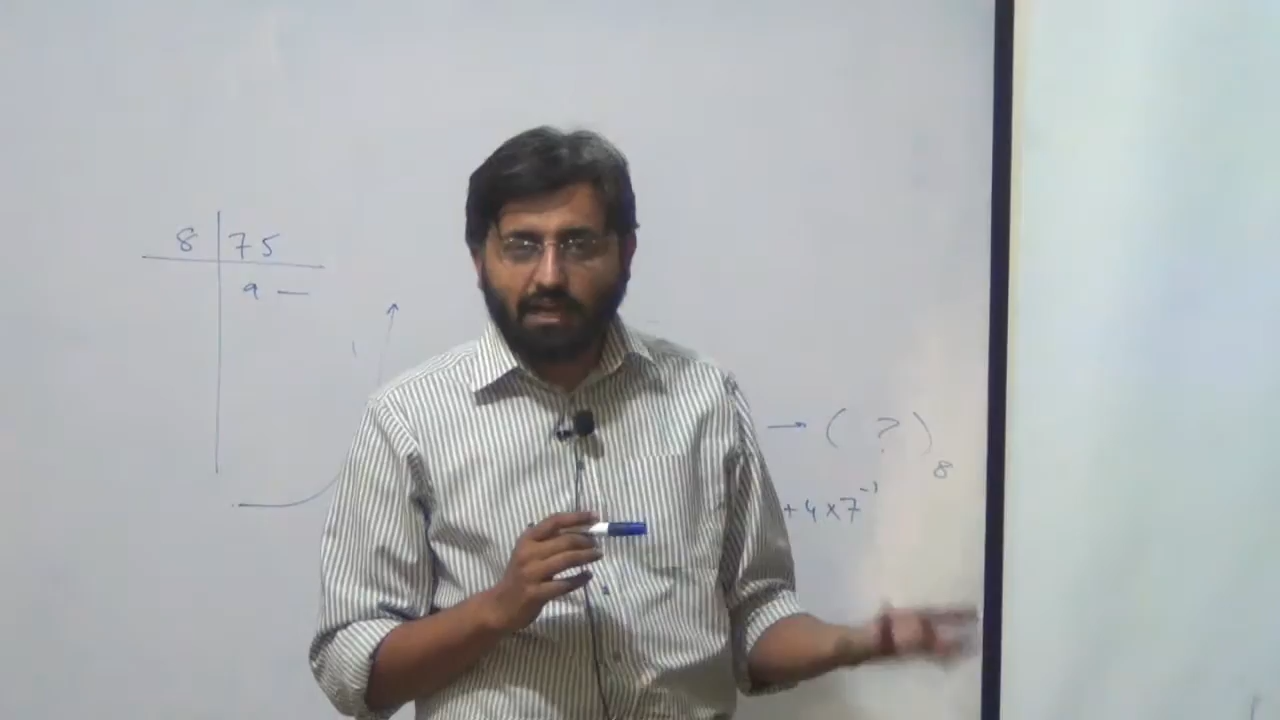 8 | 75
9 —
→ ( ? )₈
+ 4 × 7⁻¹